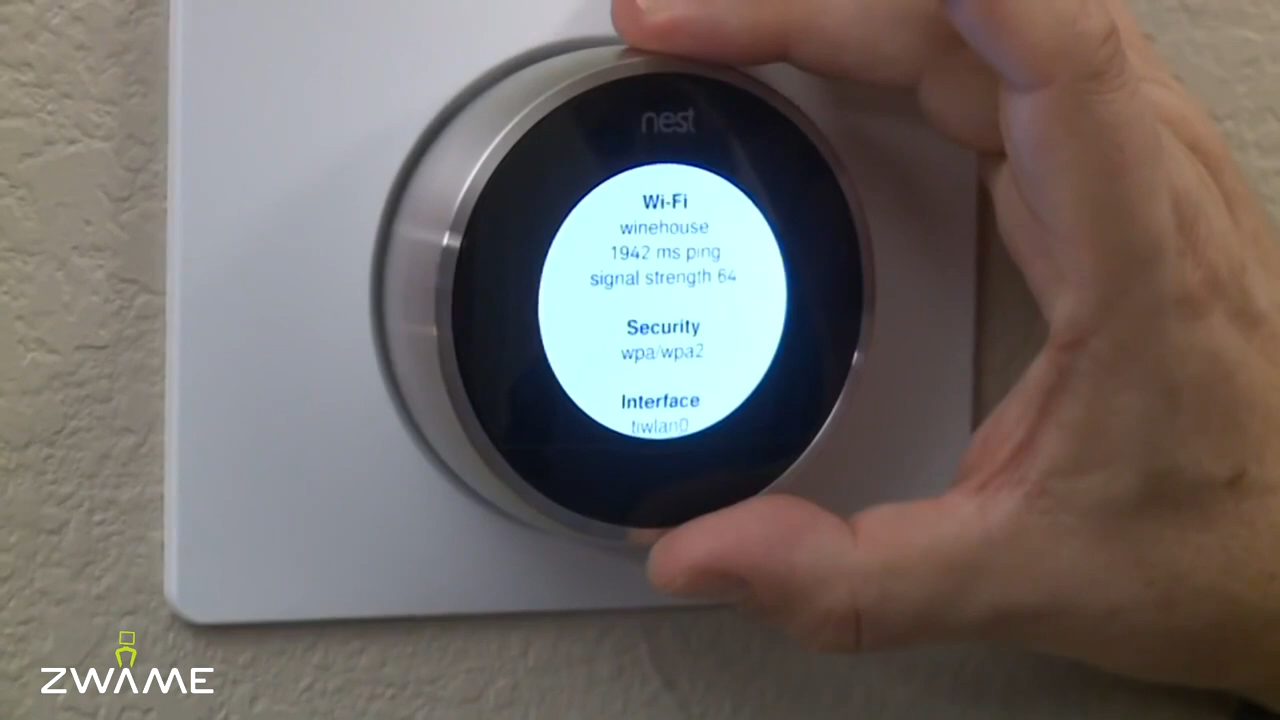 nest
Wi-Fi
winehouse
1942 ms ping
signal strength 64
Security
wpa/wpa2
Interface
tiwlan0
ZWAME